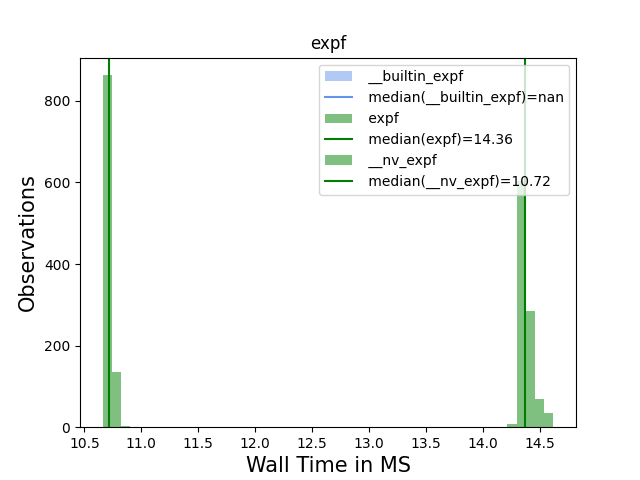 expf
__builtin_expf
median(__builtin_expf)=nan
expf
median(expf)=14.36
__nv_expf
median(__nv_expf)=10.72
Observations
800
600
400
200
0
10.5 11.0 11.5 12.0 12.5 13.0 13.5 14.0 14.5
Wall Time in MS